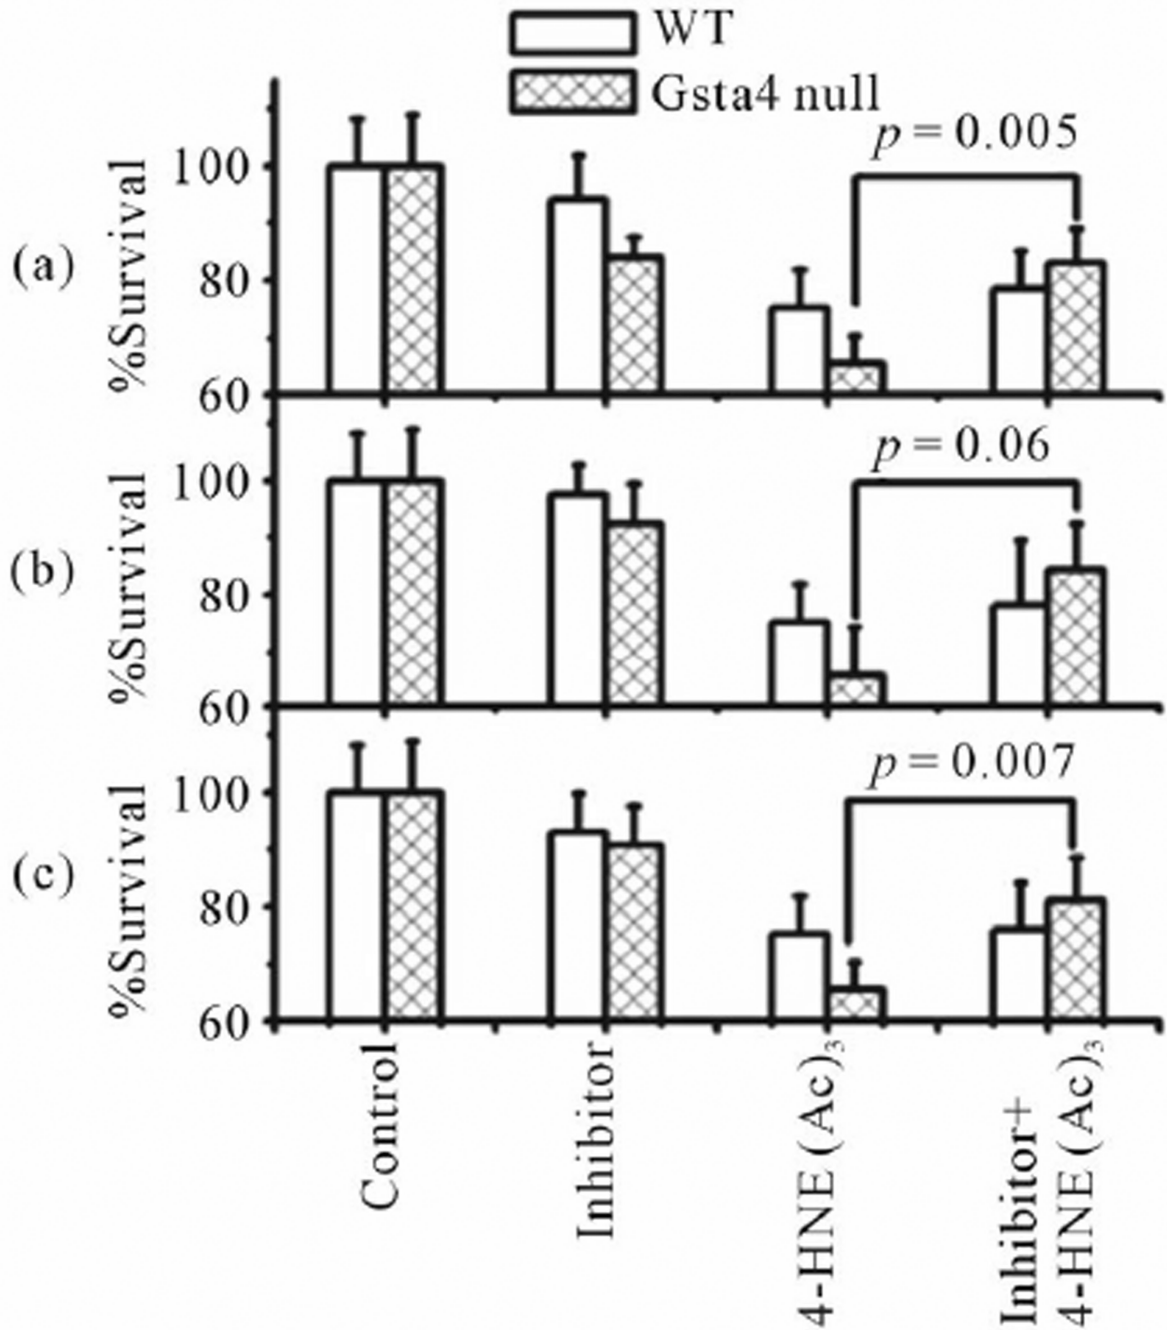 WT
Gsta4 null
(a)
%Survival
100
80
60
p = 0.005
(b)
%Survival
100
80
60
p = 0.06
(c)
%Survival
100
80
60
p = 0.007
Control
Inhibitor
4-HNE (Ac)₃
Inhibitor+
4-HNE (Ac)₃